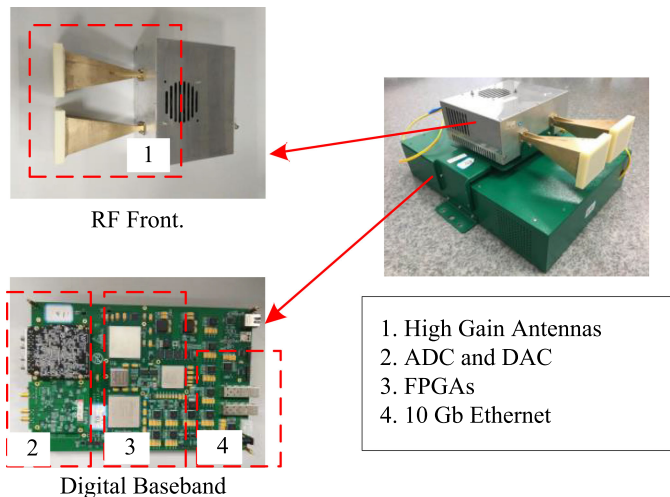 1
RF Front.
2
3
4
Digital Baseband
1. High Gain Antennas
2. ADC and DAC
3. FPGAs
4. 10 Gb Ethernet